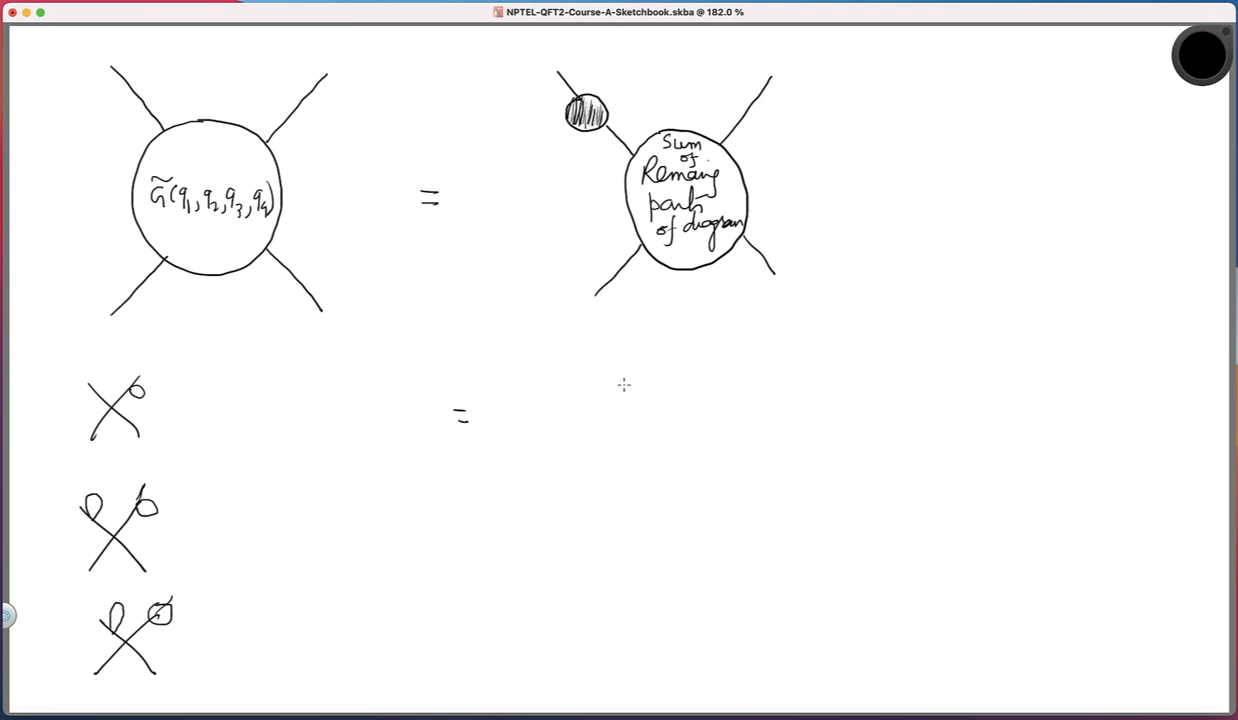 NPTEL-QFT2-Course-A-Sketchbook.skba @ 182.0 %
G̃(q₁, q₂, q₃, q₄)
=
Sum
of
Remaing
parts
of diagram
=